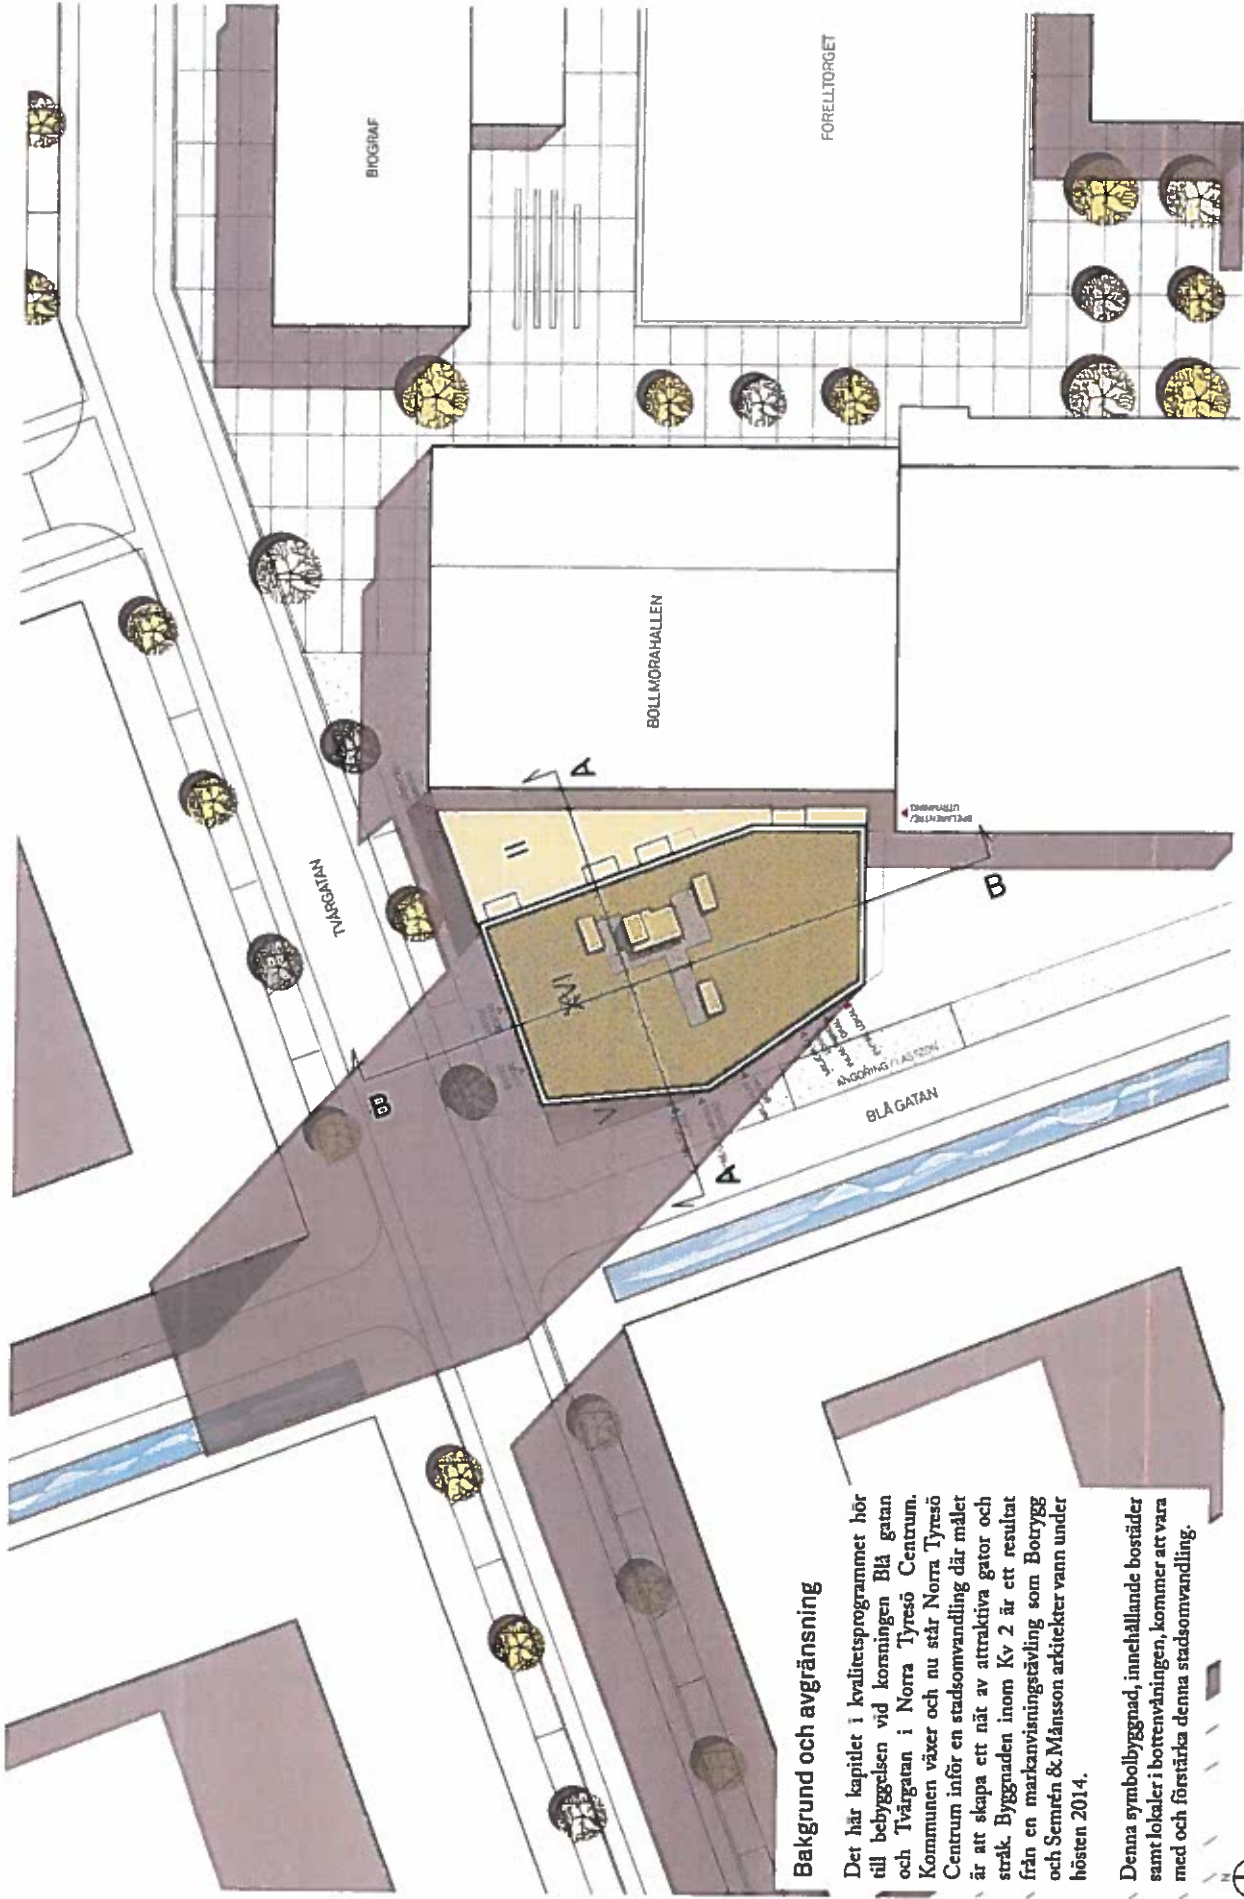 BIOGRAF
FORELLTORGET
BOLLMORAHALLEN
TVÄRGATAN
A
II
SPELARENTRÉ/
UTRYMNING
B
XVI
B
V
ANGÖRING / LASTZON
BLÅ GATAN
A
Bakgrund och avgränsning
Det här kapitlet i kvalitetsprogrammet hör
till bebyggelsen vid korsningen Blå gatan
och Tvärgatan i Norra Tyresö Centrum.
Kommunen växer och nu står Norra Tyresö
Centrum inför en stadsomvandling där målet
är att skapa ett nät av attraktiva gator och
stråk. Byggnaden inom Kv 2 är ett resultat
från en markanvisningstävling som Botrygg
och Semrén & Månsson arkitekter vann under
hösten 2014.
Denna symbolbyggnad, innehållande bostäder
samt lokaler i bottenvåningen, kommer att vara
med och förstärka denna stadsomvandling.
N